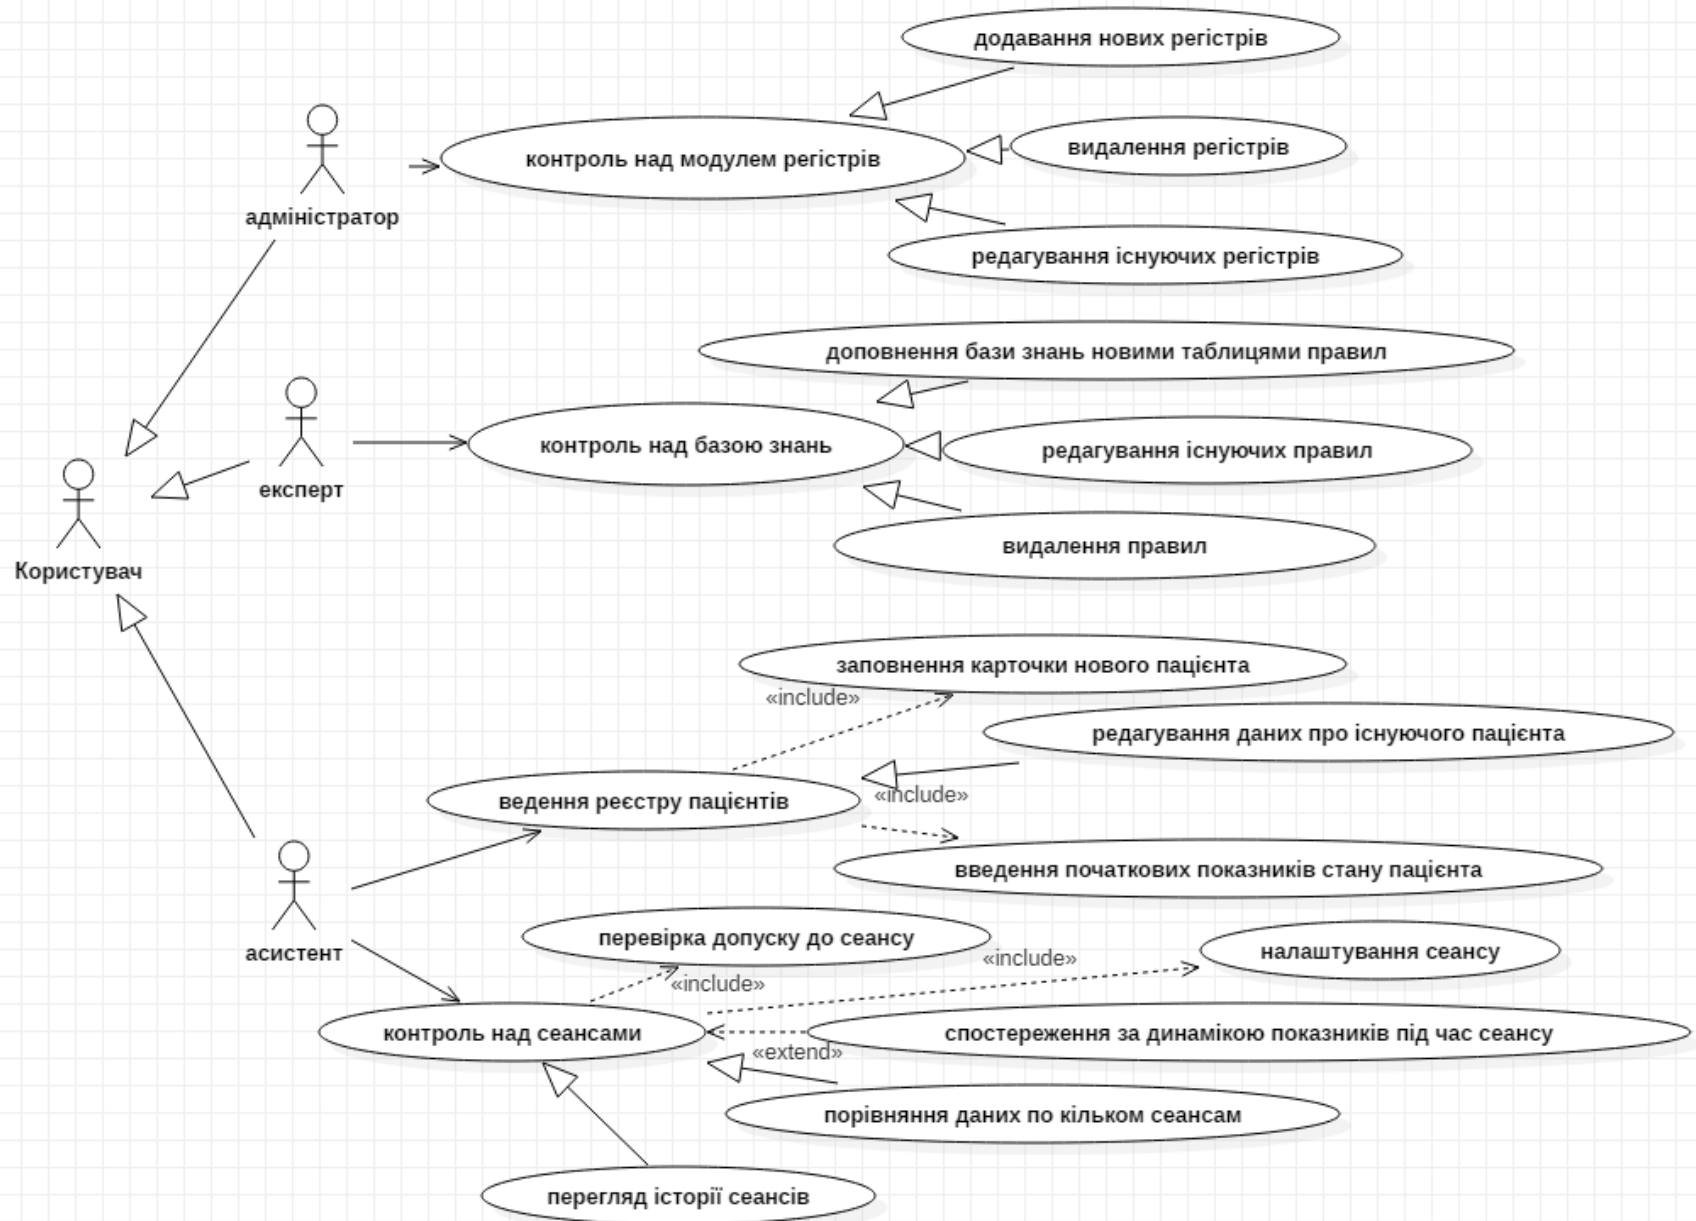 додавання нових регістрів
видалення регістрів
контроль над модулем регістрів
адміністратор
редагування існуючих регістрів
доповнення бази знань новими таблицями правил
контроль над базою знань
редагування існуючих правил
експерт
видалення правил
Користувач
заповнення карточки нового пацієнта
«include»
редагування даних про існуючого пацієнта
«include»
ведення реєстру пацієнтів
введення початкових показників стану пацієнта
перевірка допуску до сеансу
асистент
налаштування сеансу
«include»
«include»
контроль над сеансами
спостереження за динамікою показників під час сеансу
«extend»
порівняння даних по кільком сеансам
перегляд історії сеансів